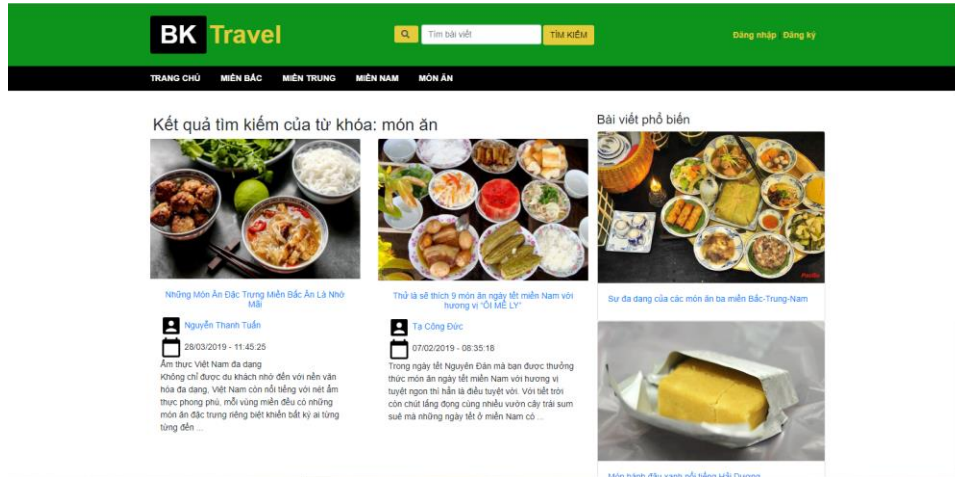 BK Travel
Tìm bài viết
TÌM KIẾM
Đăng nhập Đăng ký
TRANG CHỦ MIỀN BẮC MIỀN TRUNG MIỀN NAM MÓN ĂN
Kết quả tìm kiếm của từ khóa: món ăn
Những Món Ăn Đặc Trưng Miền Bắc Ăn Là Nhớ
Mãi
Nguyễn Thanh Tuấn
28/03/2019 - 11:45:25
Ẩm thực Việt Nam đa dạng
Không chỉ được du khách nhớ đến với nền văn
hóa đa dạng, Việt Nam còn nổi tiếng với nét ẩm
thực phong phú, mỗi vùng miền đều có những
món ăn đặc trưng riêng biệt khiến bất kỳ ai từng
từng đến ...
Thử là sẽ thích 9 món ăn ngày tết miền Nam với
hương vị "ÔI MÊ LY"
Tạ Công Đức
07/02/2019 - 08:35:18
Trong ngày tết Nguyên Đán mà bạn được thưởng
thức món ăn ngày tết miền Nam với hương vị
tuyệt ngon thì hẳn là điều tuyệt vời. Với tiết trời
còn chút lắng đọng cùng nhiều vườn cây trái sum
suê mà những ngày tết ở miền Nam có ...
Bài viết phổ biến
Sự đa dạng của các món ăn ba miền Bắc-Trung-Nam
Món bánh đậu xanh nổi tiếng Hải Dương